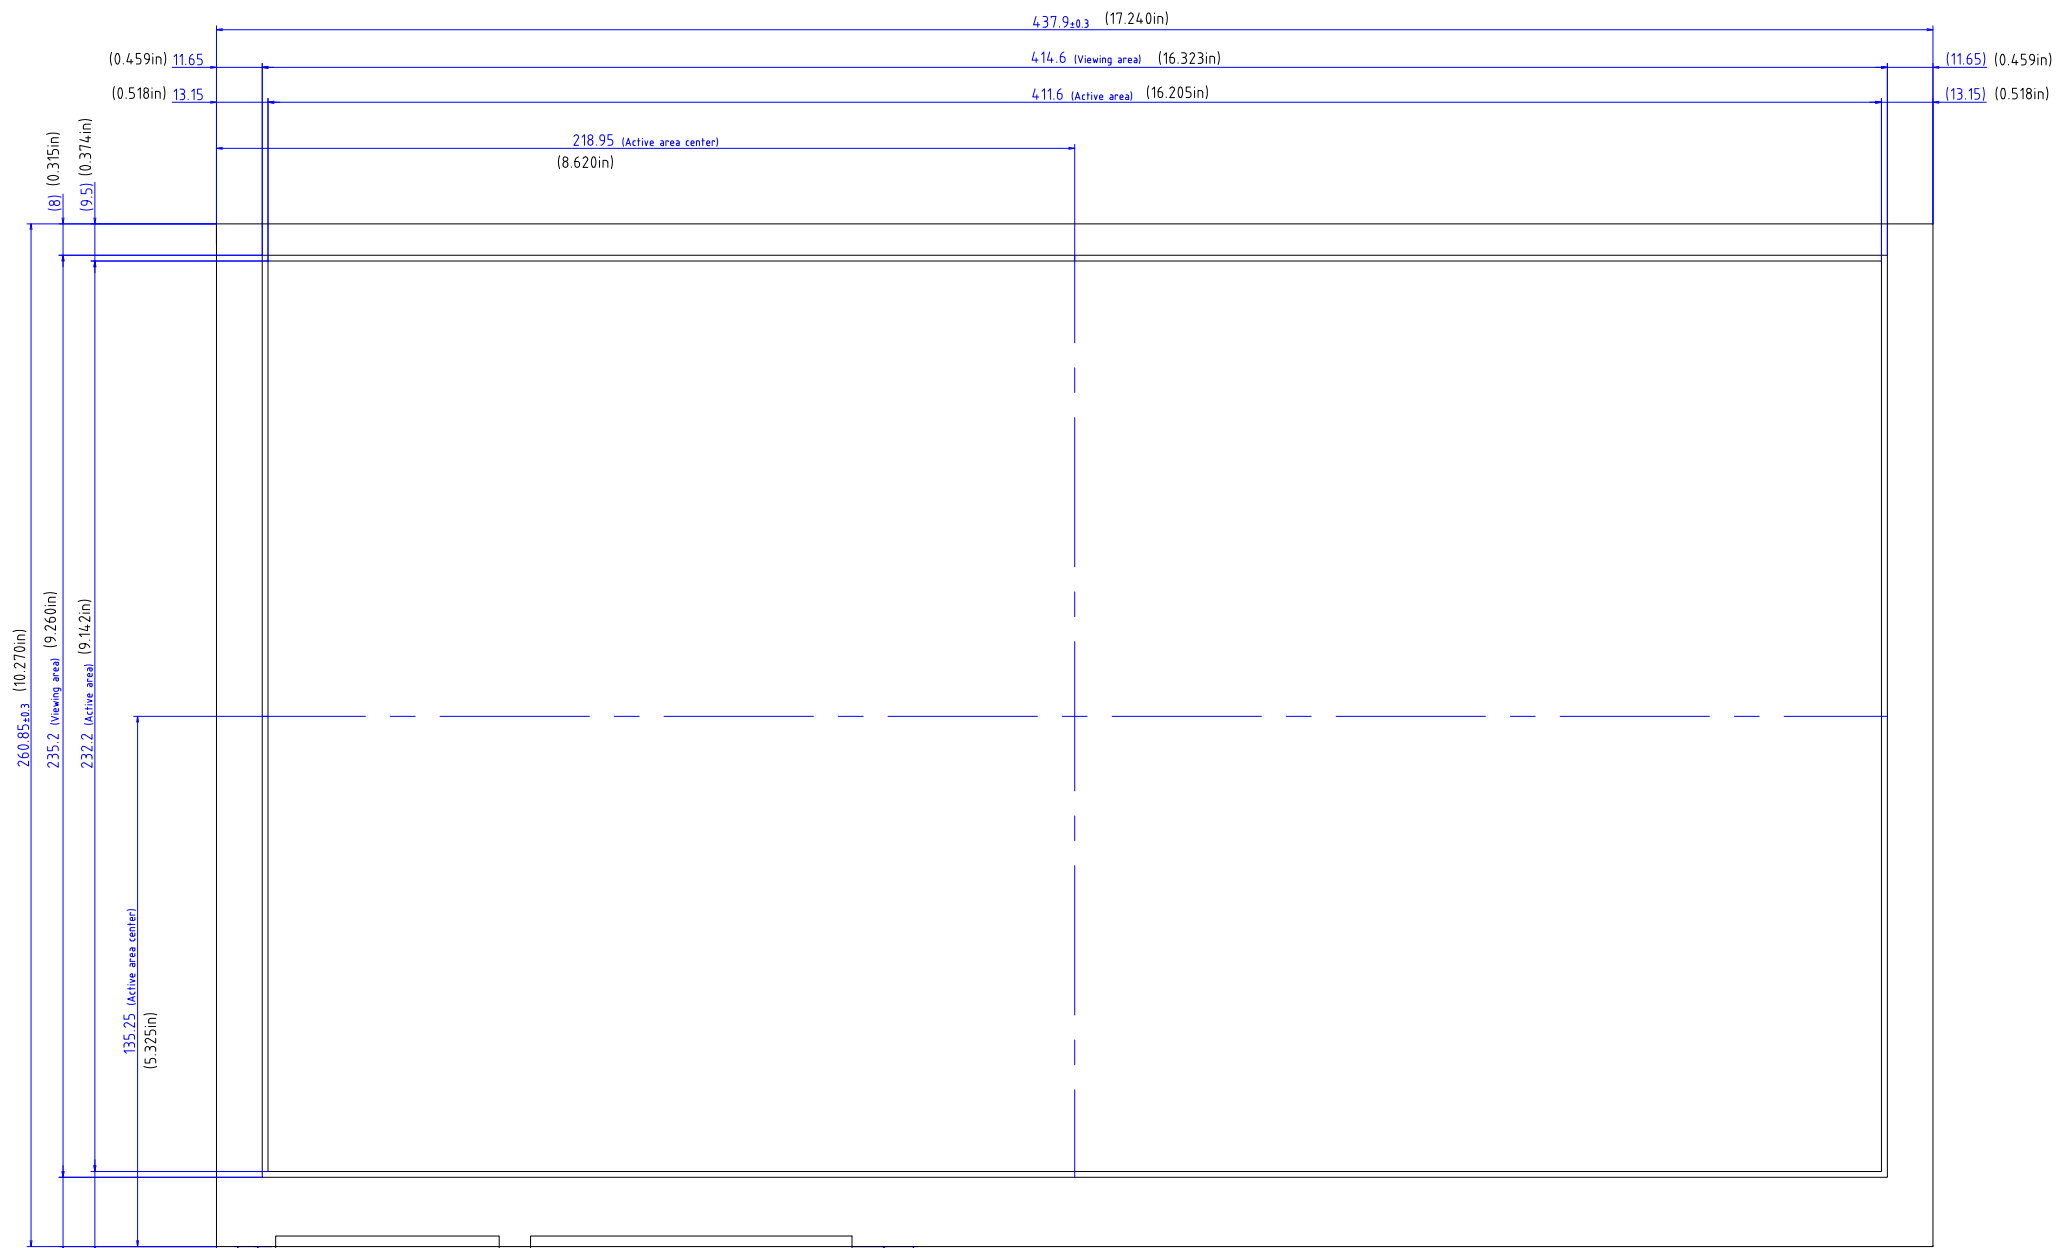 437.9±0.3 (17.240in)
(0.459in) 11.65 414.6 (Viewing area) (16.323in) (11.65) (0.459in)
(0.518in) 13.15 411.6 (Active area) (16.205in) (13.15) (0.518in)
218.95 (Active area center)
(8.620in)
(8) (0.315in)
(9.5) (0.374in)
260.85±0.3 (10.270in)
235.2 (Viewing area) (9.260in)
232.2 (Active area) (9.142in)
135.25 (Active area center)
(5.325in)